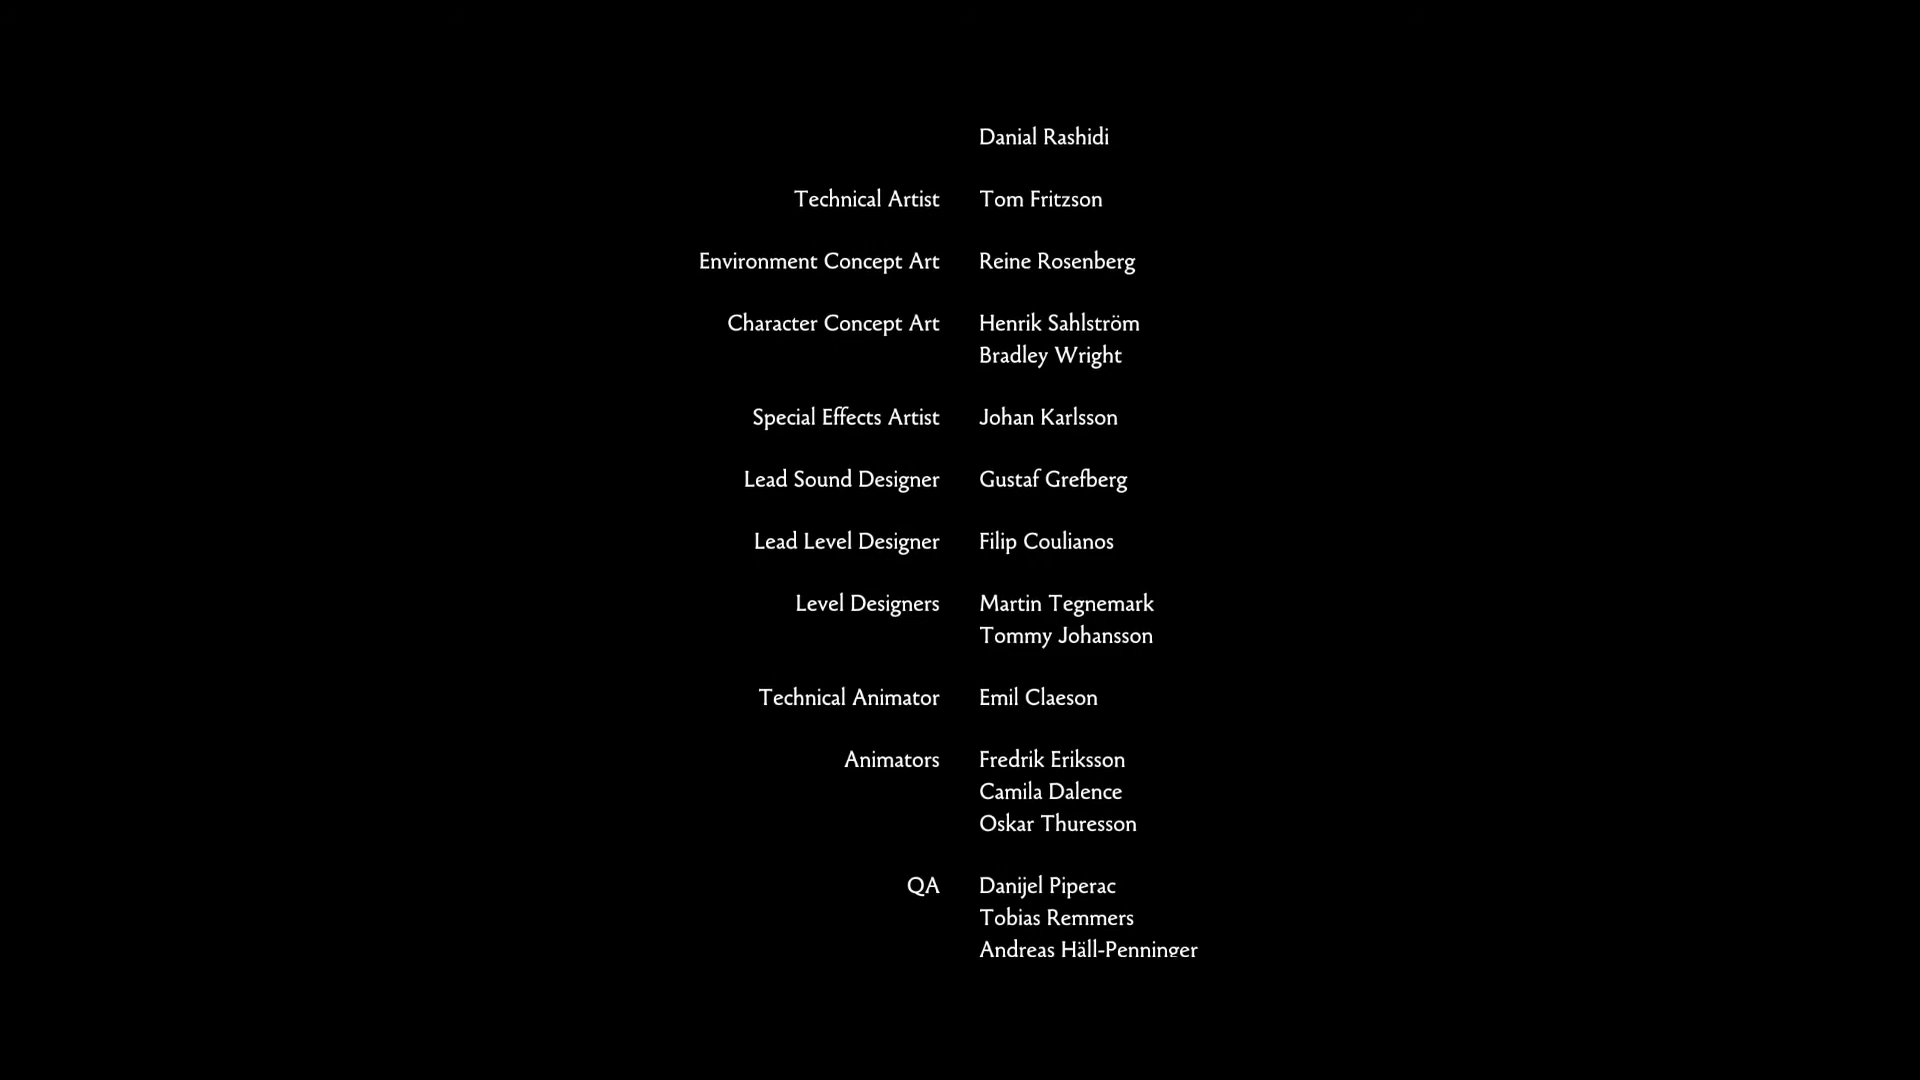 Danial Rashidi
Technical Artist Tom Fritzson
Environment Concept Art Reine Rosenberg
Character Concept Art Henrik Sahlström
Bradley Wright
Special Effects Artist Johan Karlsson
Lead Sound Designer Gustaf Grefberg
Lead Level Designer Filip Coulianos
Level Designers Martin Tegnemark
Tommy Johansson
Technical Animator Emil Claeson
Animators Fredrik Eriksson
Camila Dalence
Oskar Thuresson
QA Danijel Piperac
Tobias Remmers
Andreas Häll-Penninger